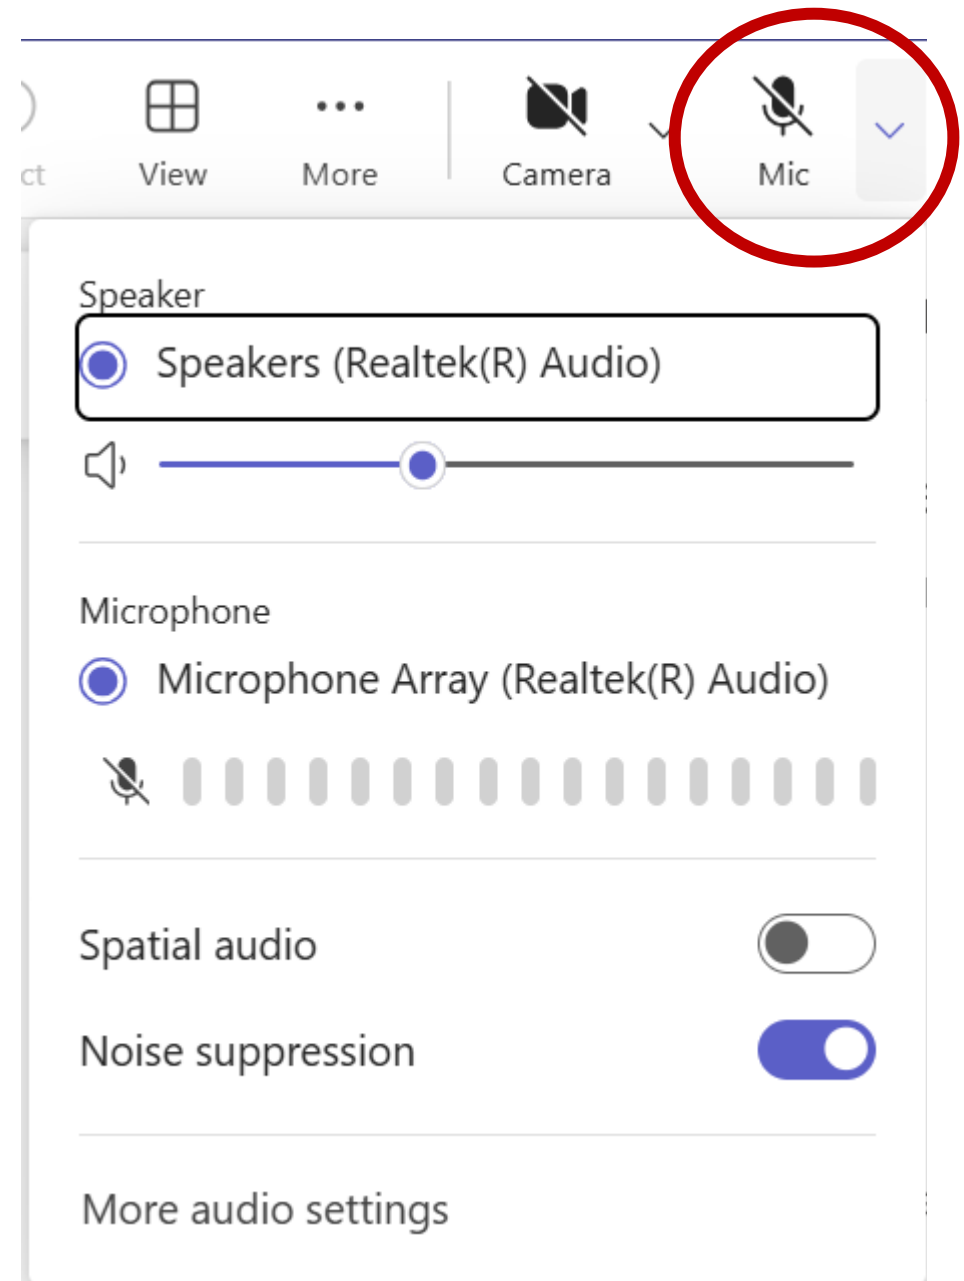 ct View More Camera Mic
Speaker
Speakers (Realtek(R) Audio)
Microphone
Microphone Array (Realtek(R) Audio)
Spatial audio
Noise suppression
More audio settings